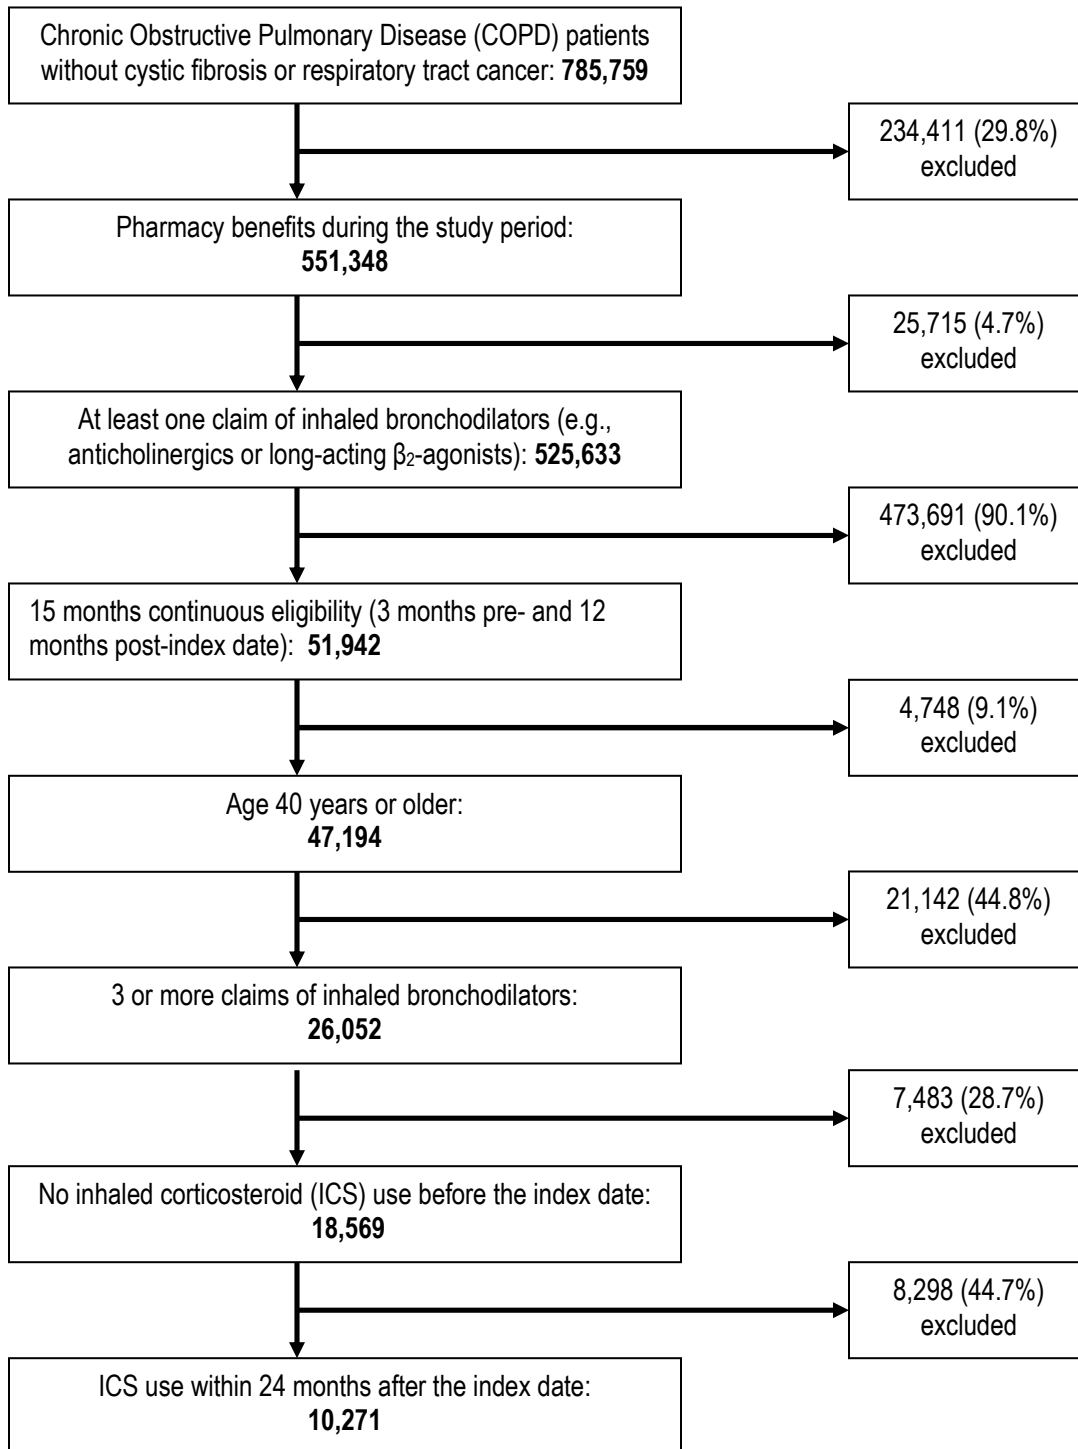 Chronic Obstructive Pulmonary Disease (COPD) patients
without cystic fibrosis or respiratory tract cancer: 785,759
234,411 (29.8%)
excluded
Pharmacy benefits during the study period:
551,348
25,715 (4.7%)
excluded
At least one claim of inhaled bronchodilators (e.g.,
anticholinergics or long-acting β₂-agonists): 525,633
473,691 (90.1%)
excluded
15 months continuous eligibility (3 months pre- and 12
months post-index date): 51,942
4,748 (9.1%)
excluded
Age 40 years or older:
47,194
21,142 (44.8%)
excluded
3 or more claims of inhaled bronchodilators:
26,052
7,483 (28.7%)
excluded
No inhaled corticosteroid (ICS) use before the index date:
18,569
8,298 (44.7%)
excluded
ICS use within 24 months after the index date:
10,271